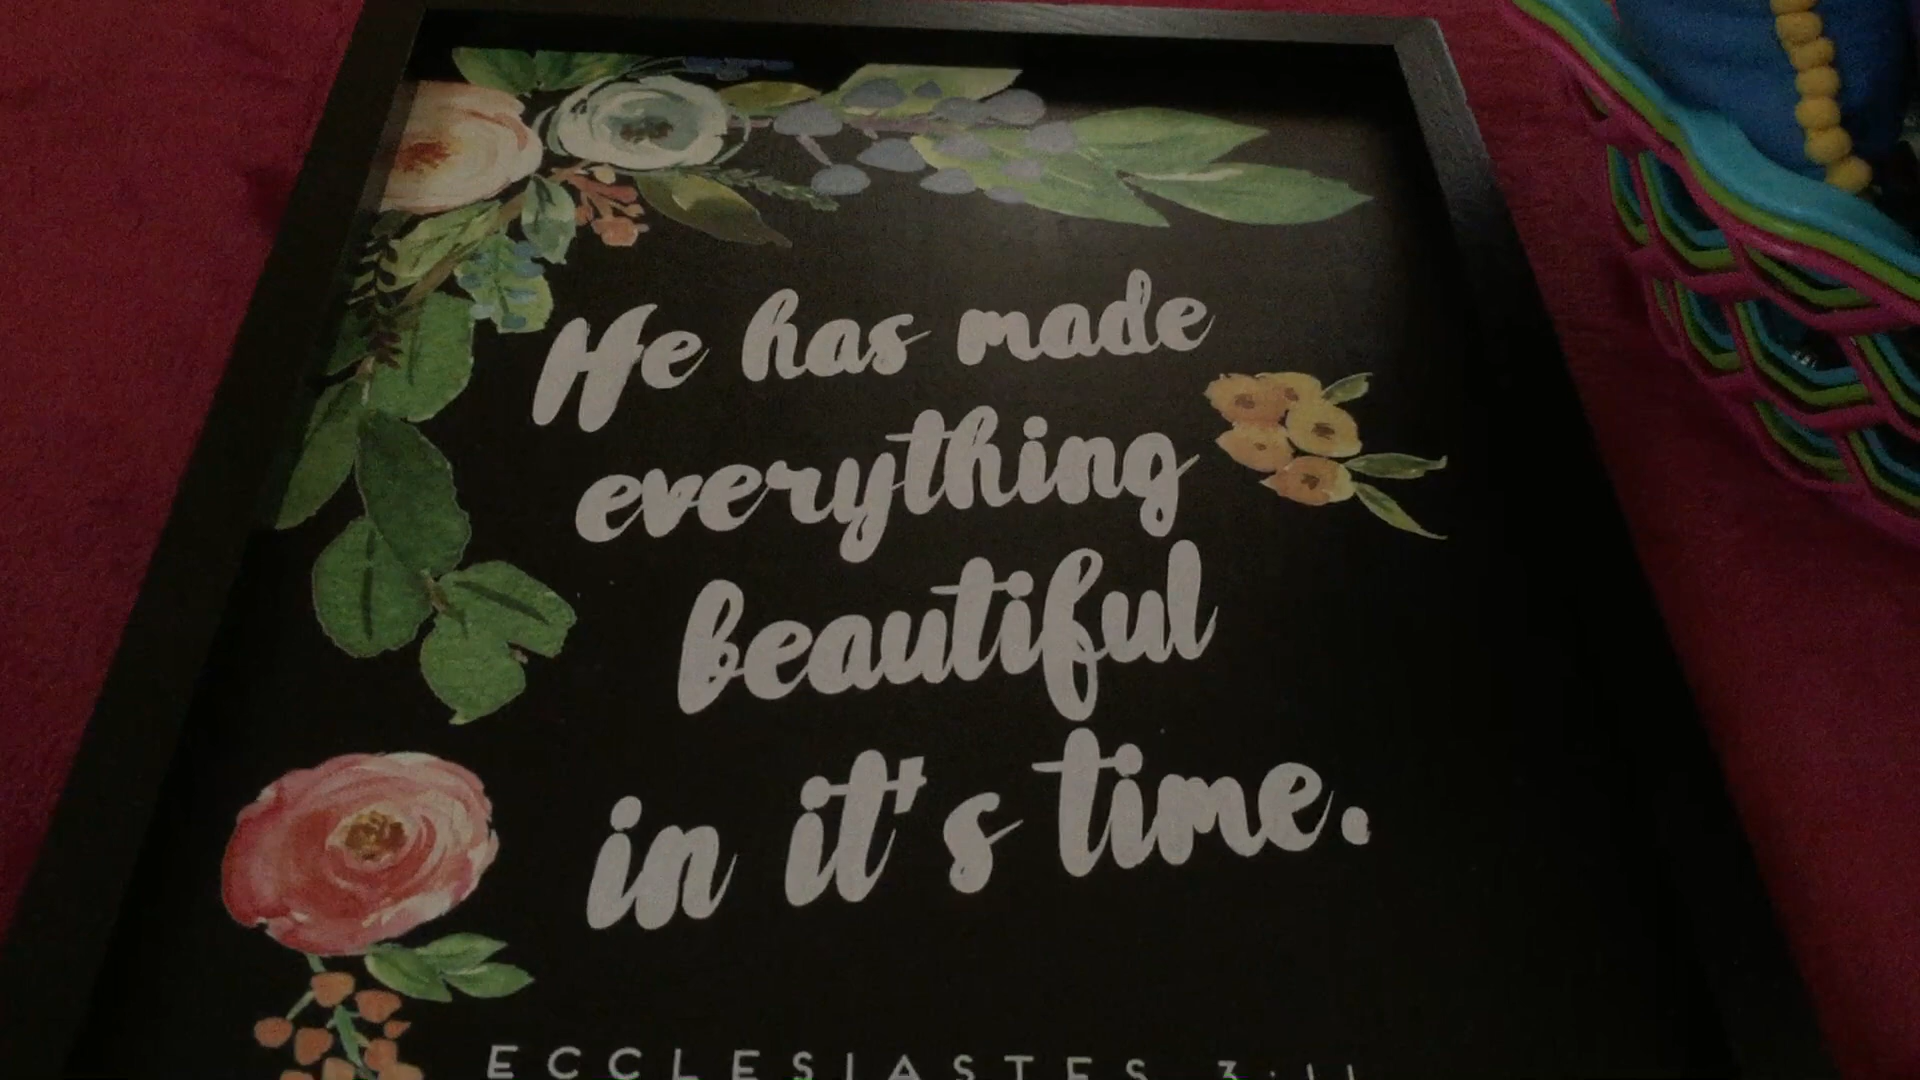 He has made
everything
beautiful
in it's time.
ECCLESIASTES 3:11